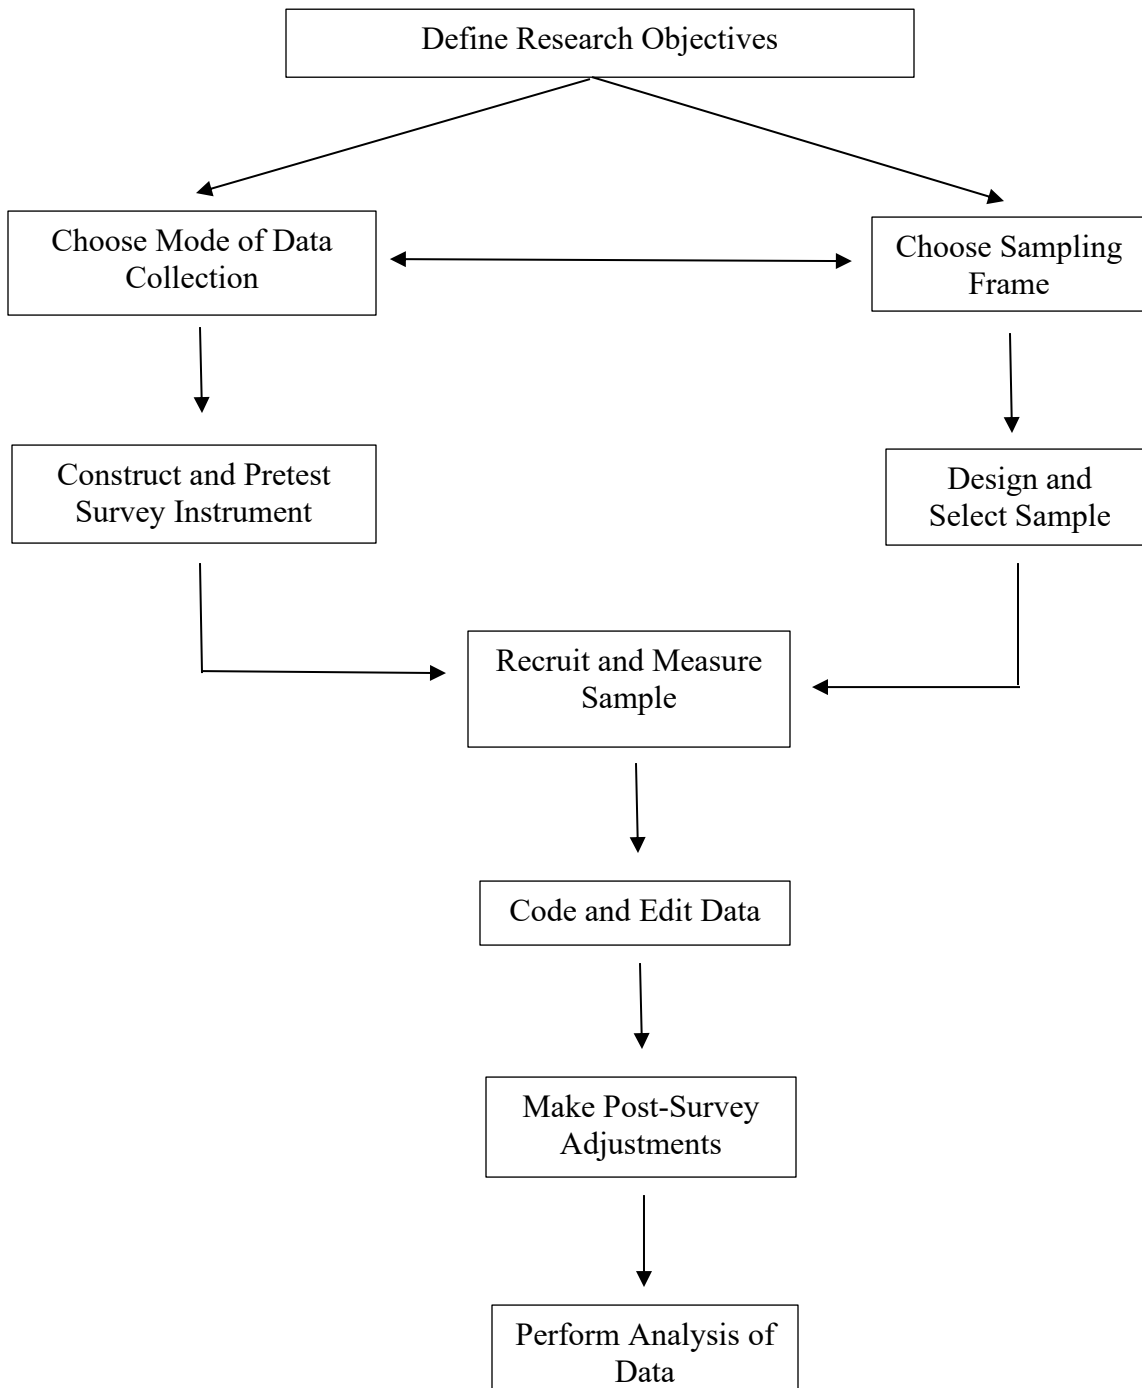 Define Research Objectives
Choose Mode of Data
Collection
Choose Sampling
Frame
Construct and Pretest
Survey Instrument
Design and
Select Sample
Recruit and Measure
Sample
Code and Edit Data
Make Post-Survey
Adjustments
Perform Analysis of
Data